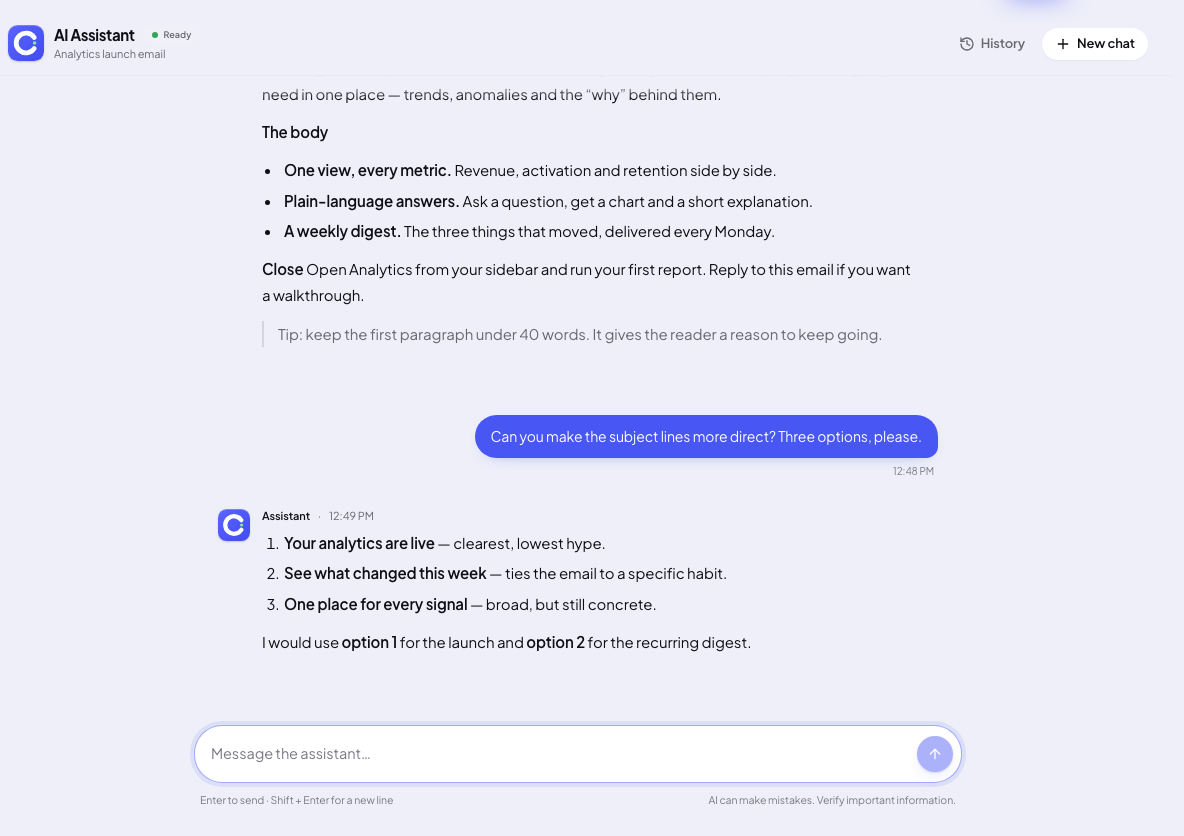 AI Assistant
Ready
Analytics launch email
History
New chat
need in one place — trends, anomalies and the “why” behind them.
The body
• One view, every metric. Revenue, activation and retention side by side.
• Plain-language answers. Ask a question, get a chart and a short explanation.
• A weekly digest. The three things that moved, delivered every Monday.
Close Open Analytics from your sidebar and run your first report. Reply to this email if you want
a walkthrough.
Tip: keep the first paragraph under 40 words. It gives the reader a reason to keep going.
Can you make the subject lines more direct? Three options, please.
12:48 PM
Assistant · 12:49 PM
1. Your analytics are live — clearest, lowest hype.
2. See what changed this week — ties the email to a specific habit.
3. One place for every signal — broad, but still concrete.
I would use option 1 for the launch and option 2 for the recurring digest.
Message the assistant…
Enter to send · Shift + Enter for a new line
AI can make mistakes. Verify important information.